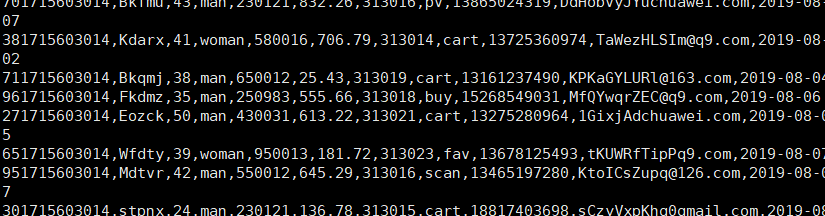 701715603014,Bkfmu,43,man,230121,832.26,313016,pv,13865024319,DdHobVyJYuchuawei.com,2019-08-
07
381715603014,Kdarx,41,woman,580016,706.79,313014,cart,13725360974,TaWezHLSIm@q9.com,2019-08-
02
711715603014,Bkqmj,38,man,650012,25.43,313019,cart,13161237490,KPKaGYLURl@163.com,2019-08-04
961715603014,Fkdmz,35,man,250983,555.66,313018,buy,15268549031,MfQYwqrZEC@q9.com,2019-08-06
271715603014,Eozck,50,man,430031,613.22,313021,cart,13275280964,1GixjAdchuawei.com,2019-08-0
5
651715603014,Wfdty,39,woman,950013,181.72,313023,fav,13678125493,tKUWRfTipPq9.com,2019-08-07
951715603014,Mdtvr,42,man,550012,645.29,313016,scan,13465197280,KtoICsZupq@126.com,2019-08-0
7
301715603014,stpnx,24,man,230121,136.78,313015,cart,18817403698,sCzyVxpKhq0gmail.com,2019-08